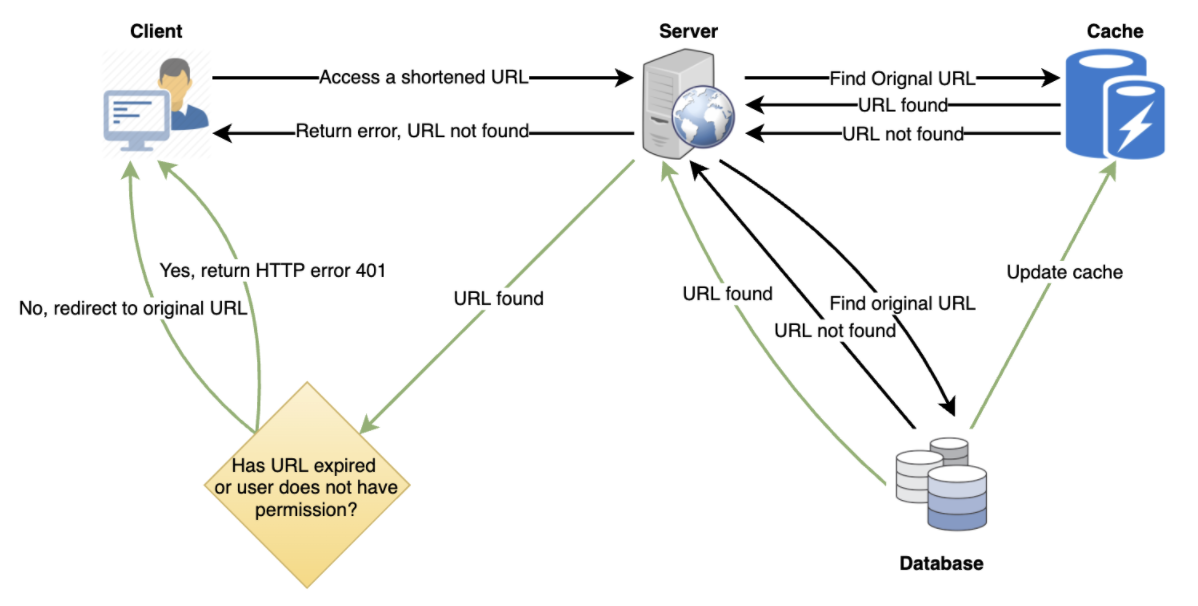 Client
Server
Cache
Access a shortened URL
Find Orignal URL
URL found
Return error, URL not found
URL not found
Yes, return HTTP error 401
No, redirect to original URL
URL found
URL found
Find original URL
URL not found
Update cache
Has URL expired
or user does not have
permission?
Database